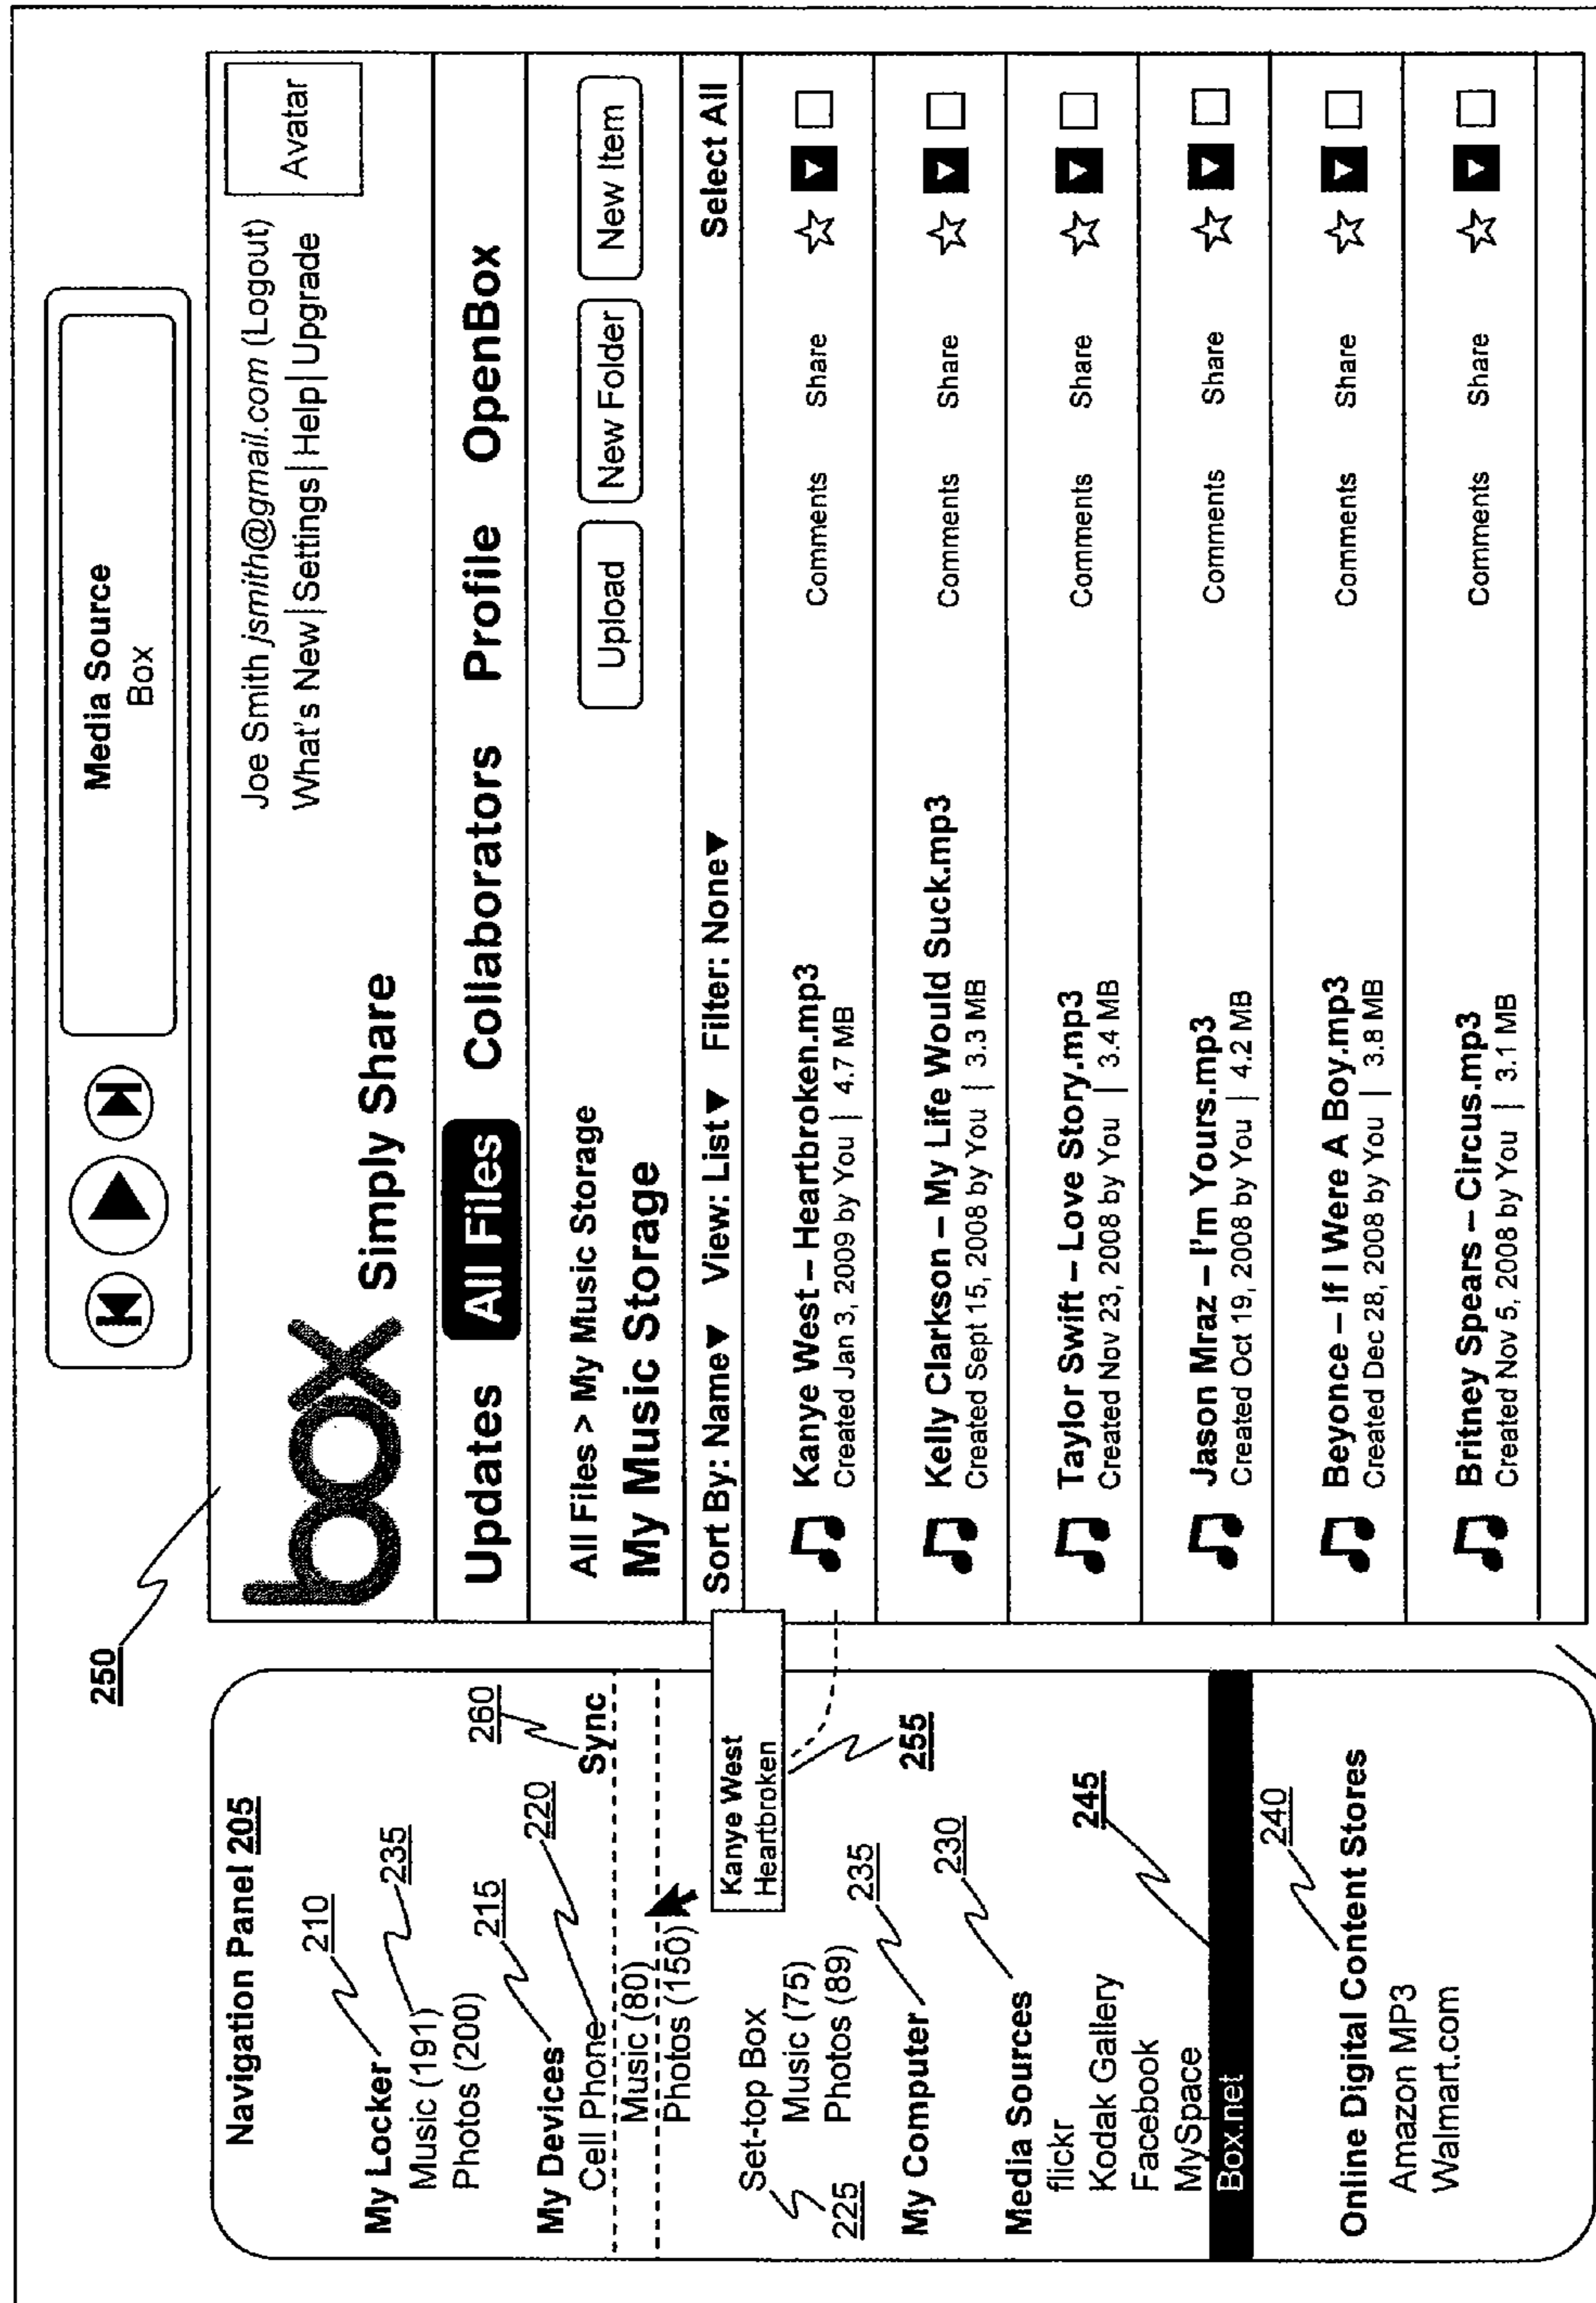 Media Source
Box
250
box Simply Share
Joe Smith jsmith@gmail.com (Logout)
What's New | Settings | Help | Upgrade
Avatar
Updates All Files Collaborators Profile OpenBox
All Files > My Music Storage
My Music Storage
Upload New Folder New Item
Sort By: Name▼ View: List▼ Filter: None▼ Select All
Kanye West – Heartbroken.mp3
Created Jan 3, 2009 by You | 4.7 MB
Comments Share
Kelly Clarkson – My Life Would Suck.mp3
Created Sept 15, 2008 by You | 3.3 MB
Comments Share
Taylor Swift – Love Story.mp3
Created Nov 23, 2008 by You | 3.4 MB
Comments Share
Jason Mraz – I'm Yours.mp3
Created Oct 19, 2008 by You | 4.2 MB
Comments Share
Beyonce – If I Were A Boy.mp3
Created Dec 28, 2008 by You | 3.8 MB
Comments Share
Britney Spears – Circus.mp3
Created Nov 5, 2008 by You | 3.1 MB
Comments Share
Navigation Panel 205
210
My Locker
235
Music (191)
Photos (200)
215
My Devices
220
260
Cell Phone
Sync
Music (80)
Photos (150)
Kanye West
Heartbroken
255
Set-top Box
225
Music (75)
Photos (89)
235
My Computer
230
Media Sources
flickr
Kodak Gallery
Facebook
MySpace
245
Box.net
240
Online Digital Content Stores
Amazon MP3
Walmart.com